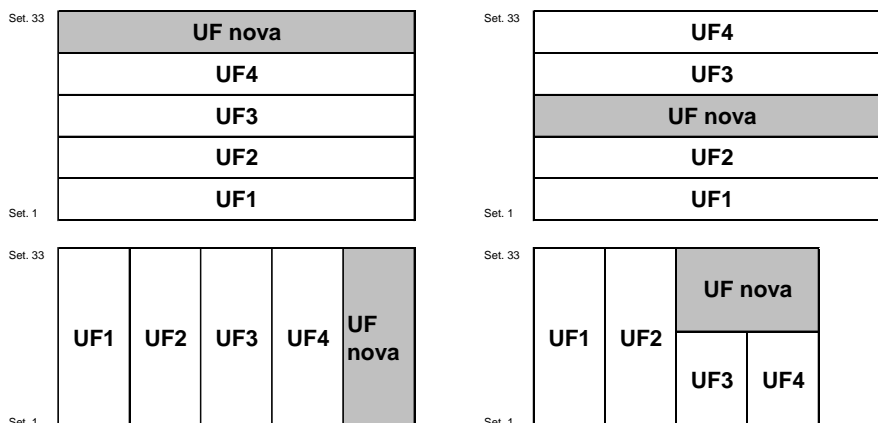 Set. 33
UF nova
UF4
UF3
UF2
UF1
Set. 1
Set. 33
UF4
UF3
UF nova
UF2
UF1
Set. 1
Set. 33
UF1 UF2 UF3 UF4 UF
nova
Set. 1
Set. 33
UF nova
UF1 UF2
UF3 UF4
Set. 1